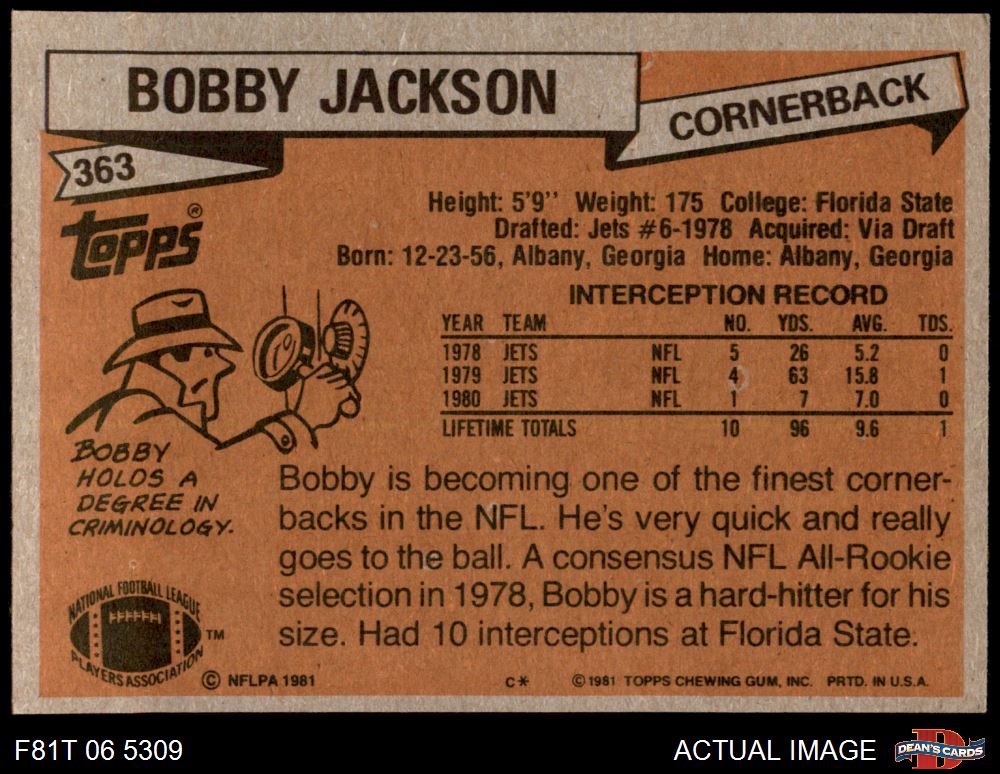 BOBBY JACKSON
CORNERBACK
363
topps®
Height: 5'9'' Weight: 175 College: Florida State
Drafted: Jets #6-1978 Acquired: Via Draft
Born: 12-23-56, Albany, Georgia Home: Albany, Georgia
INTERCEPTION RECORD
YEAR TEAM NO. YDS. AVG. TDS.
1978 JETS NFL 5 26 5.2 0
1979 JETS NFL 4 63 15.8 1
1980 JETS NFL 1 7 7.0 0
LIFETIME TOTALS 10 96 9.6 1
BOBBY
HOLDS A
DEGREE IN
CRIMINOLOGY.
Bobby is becoming one of the finest corner-
backs in the NFL. He's very quick and really
goes to the ball. A consensus NFL All-Rookie
selection in 1978, Bobby is a hard-hitter for his
size. Had 10 interceptions at Florida State.
NATIONAL FOOTBALL LEAGUE
PLAYERS ASSOCIATION
TM
© NFLPA 1981
C*
© 1981 TOPPS CHEWING GUM, INC. PRTD. IN U.S.A.
F81T 06 5309
ACTUAL IMAGE
D
DEAN'S CARDS